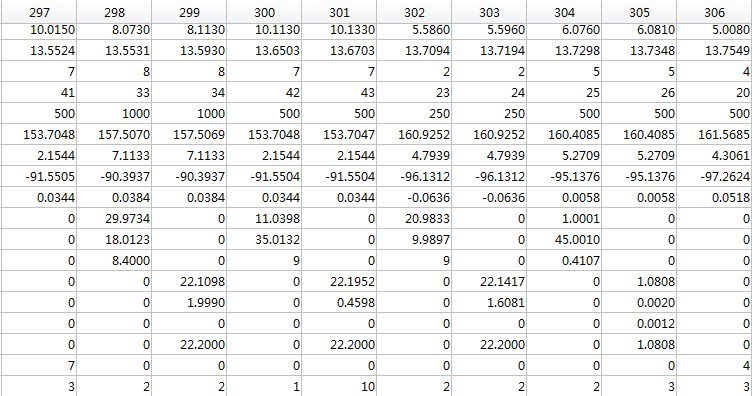 297 298 299 300 301 302 303 304 305 306
10.0150 8.0730 8.1130 10.1130 10.1330 5.5860 5.5960 6.0760 6.0810 5.0080
13.5524 13.5531 13.5930 13.6503 13.6703 13.7094 13.7194 13.7298 13.7348 13.7549
7 8 8 7 7 2 2 5 5 4
41 33 34 42 43 23 24 25 26 20
500 1000 1000 500 500 250 250 500 500 500
153.7048 157.5070 157.5069 153.7048 153.7047 160.9252 160.9252 160.4085 160.4085 161.5685
2.1544 7.1133 7.1133 2.1544 2.1544 4.7939 4.7939 5.2709 5.2709 4.3061
-91.5505 -90.3937 -90.3937 -91.5504 -91.5504 -96.1312 -96.1312 -95.1376 -95.1376 -97.2624
0.0344 0.0384 0.0384 0.0344 0.0344 -0.0636 -0.0636 0.0058 0.0058 0.0518
0 29.9734 0 11.0398 0 20.9833 0 1.0001 0 0
0 18.0123 0 35.0132 0 9.9897 0 45.0010 0 0
0 8.4000 0 9 0 9 0 0.4107 0 0
0 0 22.1098 0 22.1952 0 22.1417 0 1.0808 0
0 0 1.9990 0 0.4598 0 1.6081 0 0.0020 0
0 0 0 0 0 0 0 0 0.0012 0
0 0 22.2000 0 22.2000 0 22.2000 0 1.0808 0
7 0 0 0 0 0 0 0 0 4
3 2 2 1 10 2 2 2 3 3